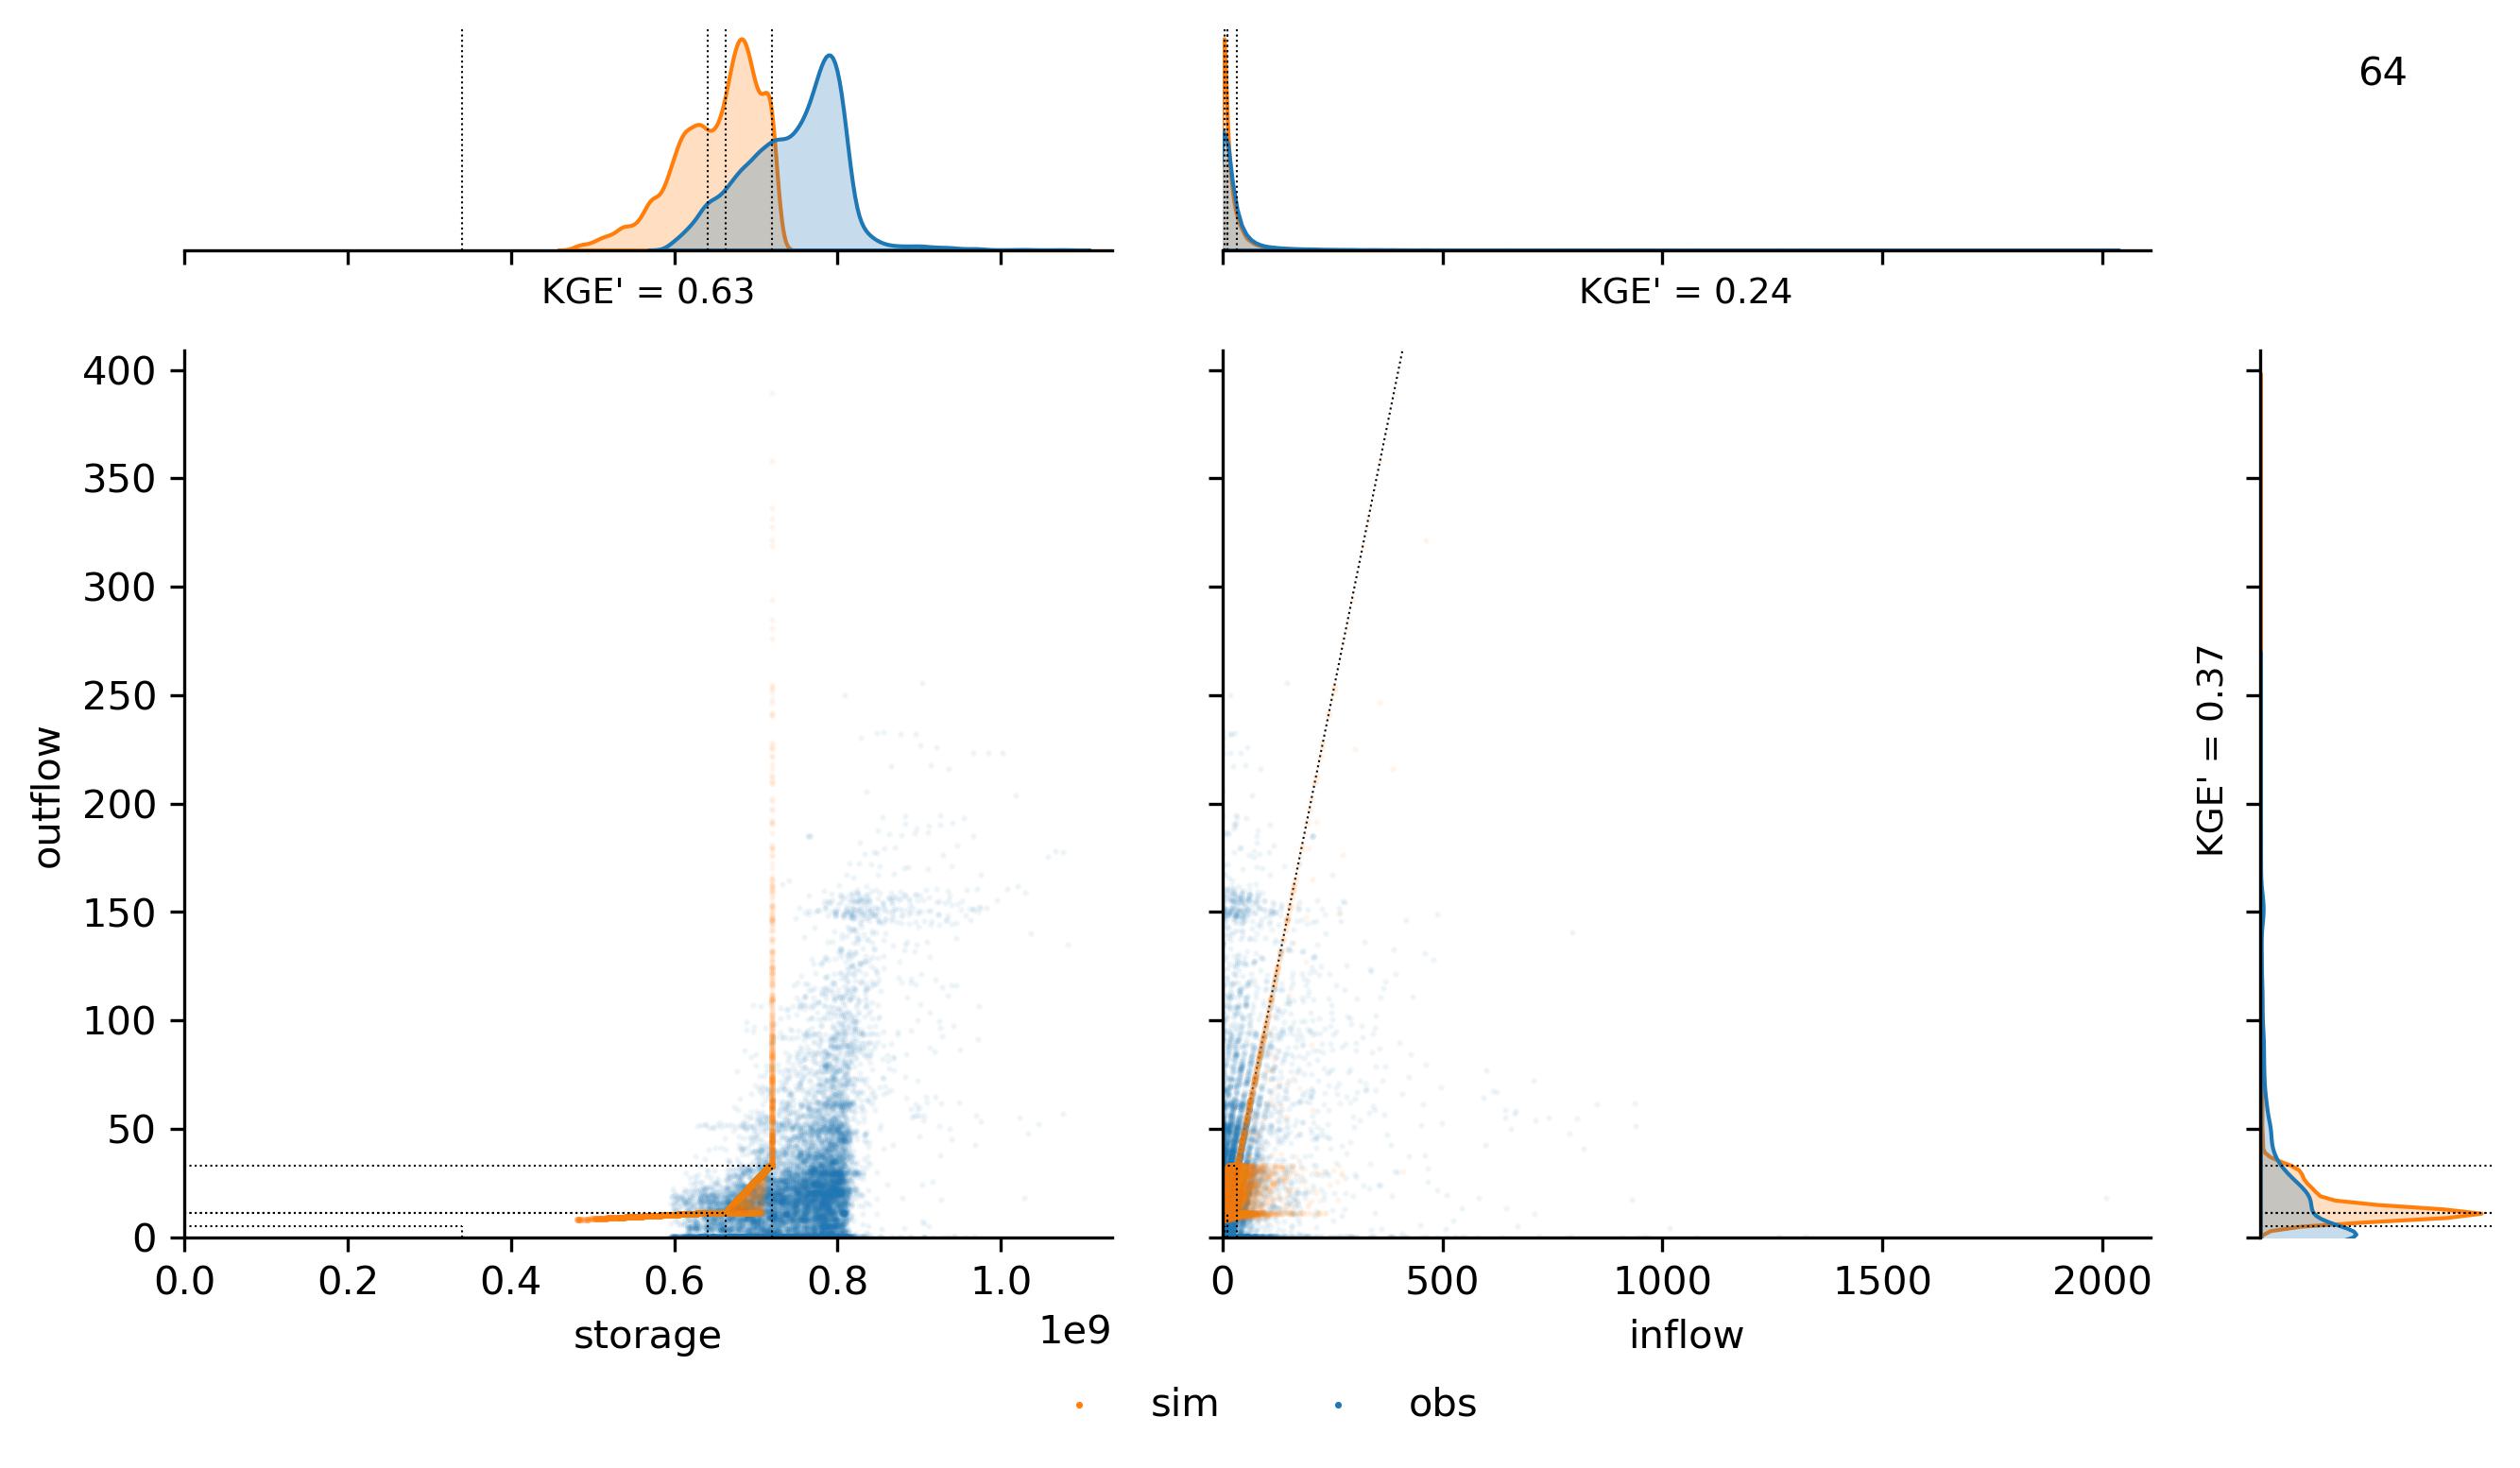 64
KGE' = 0.63
KGE' = 0.24
400
350
300
250
200
150
100
50
0
outflow
KGE' = 0.37
0.0 0.2 0.4 0.6 0.8 1.0
0 500 1000 1500 2000
1e9
storage
inflow
sim obs